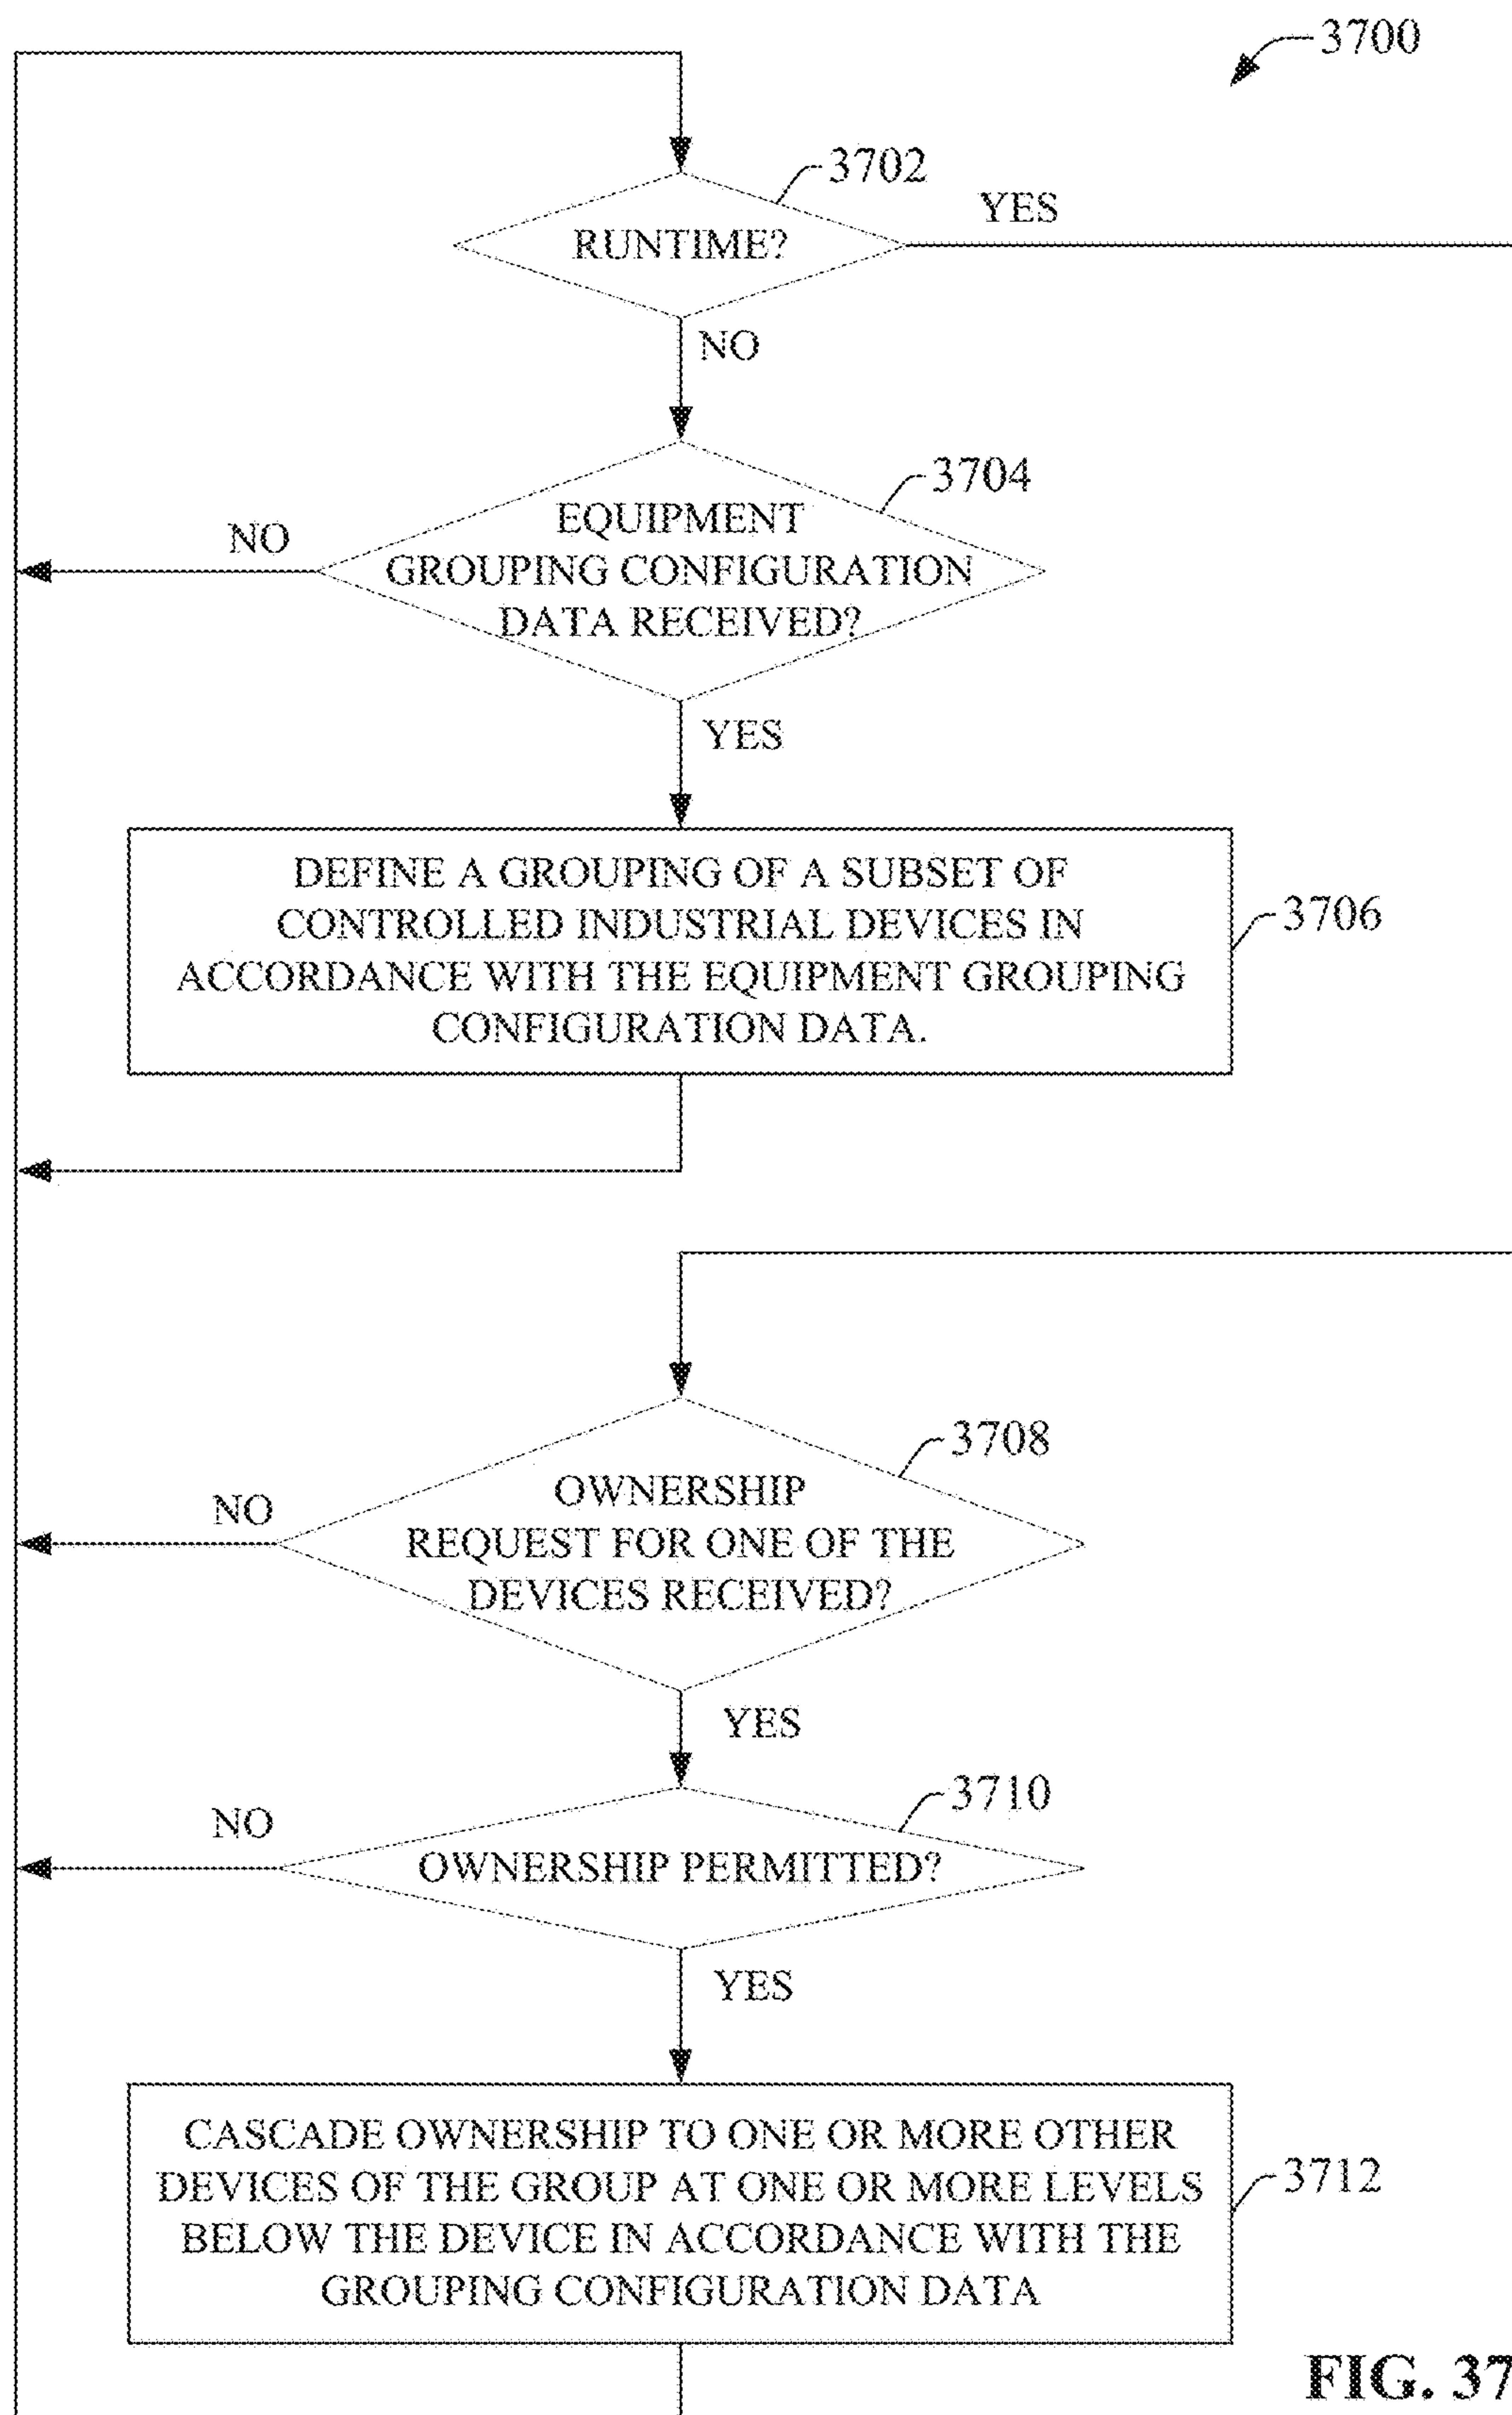 3700
3702
YES
RUNTIME?
NO
3704
NO
EQUIPMENT
GROUPING CONFIGURATION
DATA RECEIVED?
YES
DEFINE A GROUPING OF A SUBSET OF
CONTROLLED INDUSTRIAL DEVICES IN
ACCORDANCE WITH THE EQUIPMENT GROUPING
CONFIGURATION DATA.
3706
3708
NO
OWNERSHIP
REQUEST FOR ONE OF THE
DEVICES RECEIVED?
YES
3710
NO
OWNERSHIP PERMITTED?
YES
CASCADE OWNERSHIP TO ONE OR MORE OTHER
DEVICES OF THE GROUP AT ONE OR MORE LEVELS
BELOW THE DEVICE IN ACCORDANCE WITH THE
GROUPING CONFIGURATION DATA
3712
FIG. 37